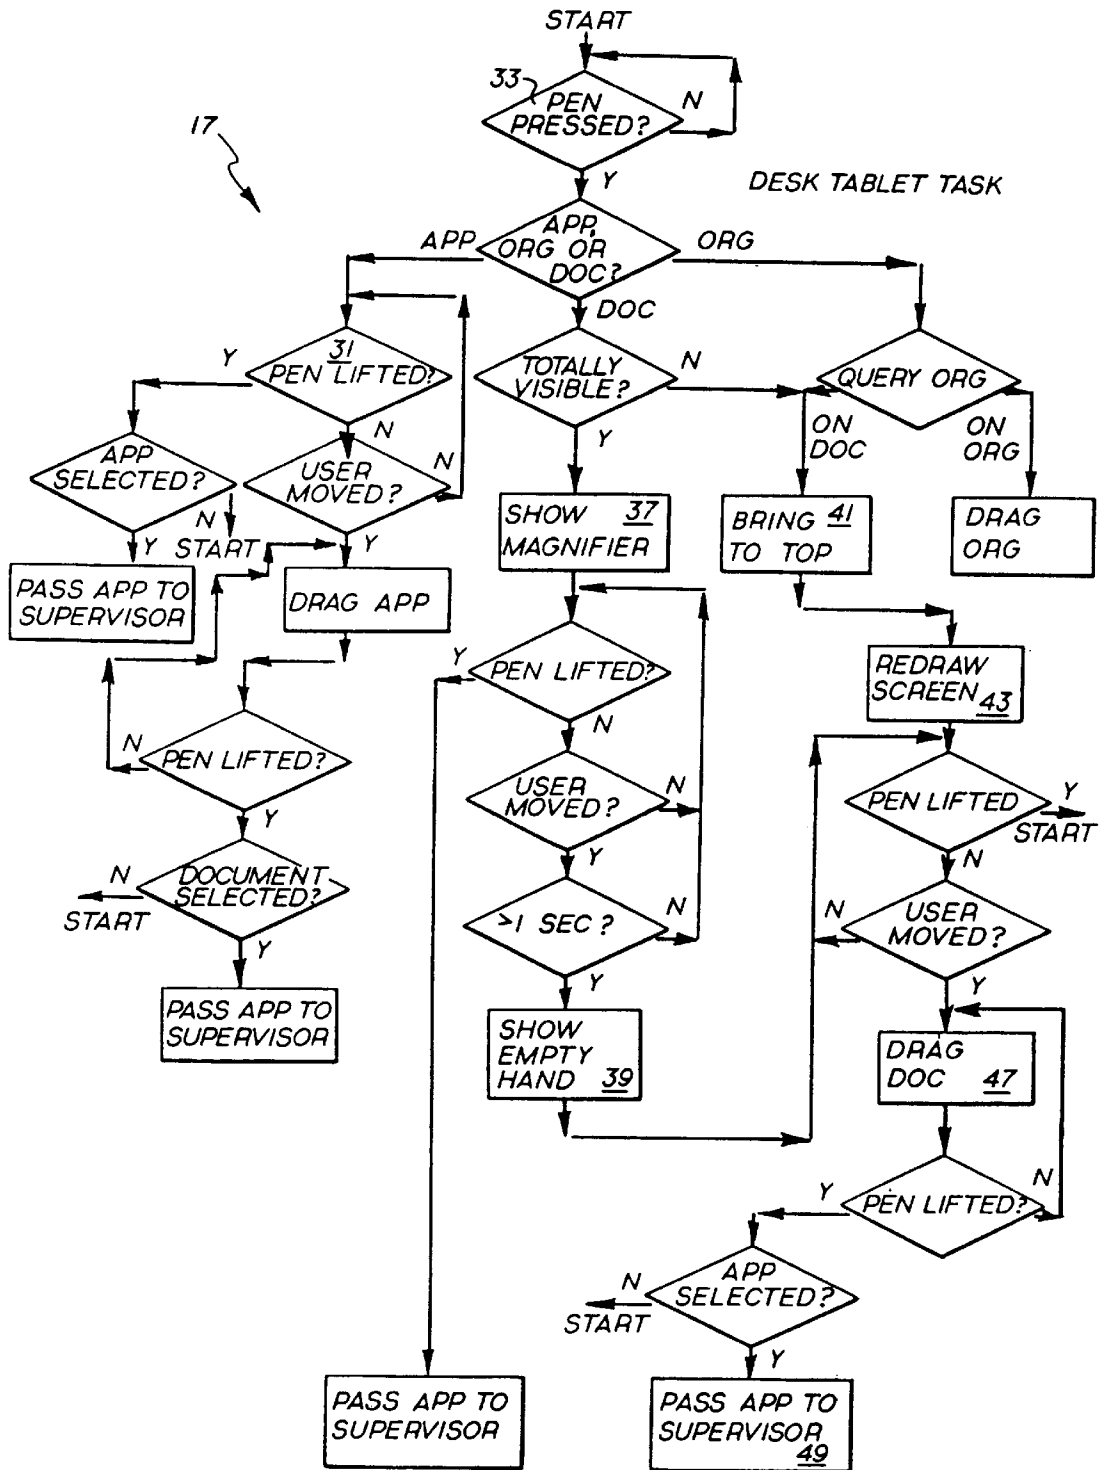 START
33
PEN
PRESSED?
N
17
Y
DESK TABLET TASK
APP
APP,
ORG OR
DOC?
ORG
DOC
Y
31
PEN LIFTED?
TOTALLY
VISIBLE?
N
QUERY ORG
N
Y
ON
DOC
ON
ORG
APP
SELECTED?
USER
MOVED?
N
N
START
Y
Y
SHOW 37
MAGNIFIER
BRING 41
TO TOP
DRAG
ORG
PASS APP TO
SUPERVISOR
DRAG APP
Y
PEN LIFTED?
N
REDRAW
SCREEN 43
N
PEN LIFTED?
Y
USER
MOVED?
N
Y
PEN LIFTED
Y
START
N
N
DOCUMENT
SELECTED?
START
Y
>1 SEC?
N
Y
N
USER
MOVED?
Y
PASS APP TO
SUPERVISOR
SHOW
EMPTY
HAND 39
DRAG
DOC 47
Y
PEN LIFTED?
N
N
APP
SELECTED?
START
Y
PASS APP TO
SUPERVISOR
PASS APP TO
SUPERVISOR
49